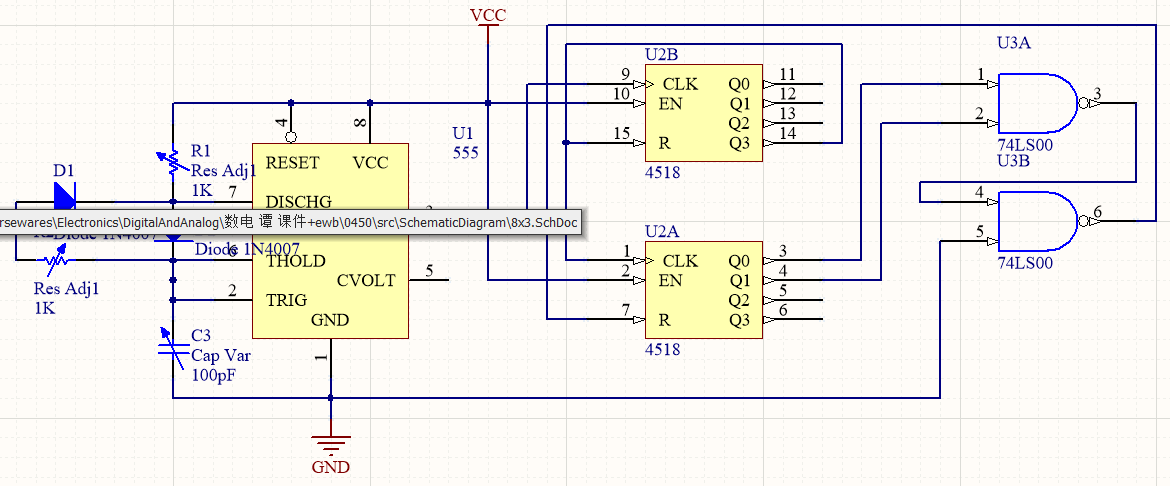 VCC
U3A
U2B
9 CLK Q0 11
10 EN Q1 12
Q2 13
15 R Q3 14
4518
1
2
3
74LS00
U3B
4
5
6
74LS00
4
8
U1
555
RESET VCC
R1
Res Adj1
1K
7 DISCHG
D1
rsewares\Electronics\DigitalAndAnalog\数电 谭 课件+ewb\0450\src\SchematicDiagram\8x3.SchDoc
Diode 1N4007
Diode 1N4007
6 THOLD
Res Adj1
1K
CVOLT 5
2 TRIG
GND
1
C3
Cap Var
100pF
U2A
1 CLK Q0 3
2 EN Q1 4
Q2 5
7 R Q3 6
4518
GND